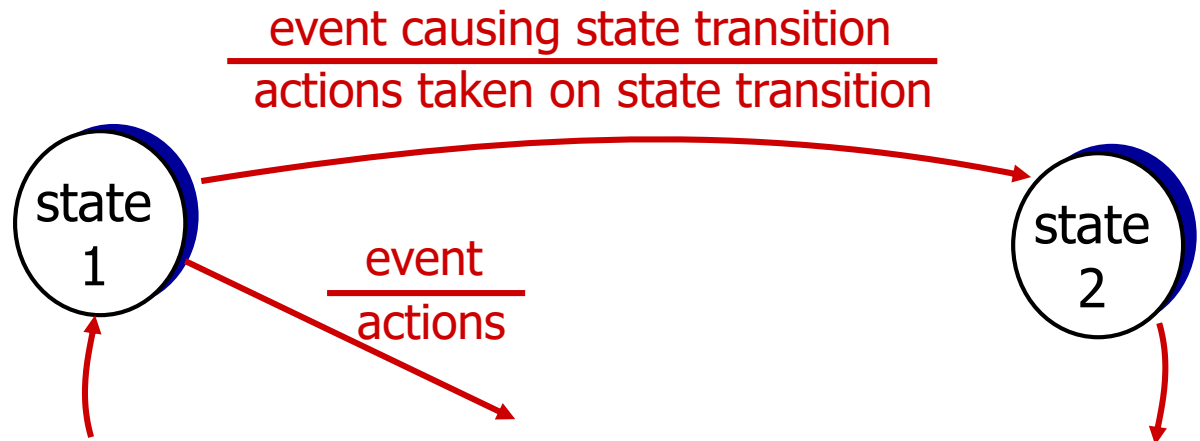 event causing state transition
actions taken on state transition
state
1
event
actions
state
2